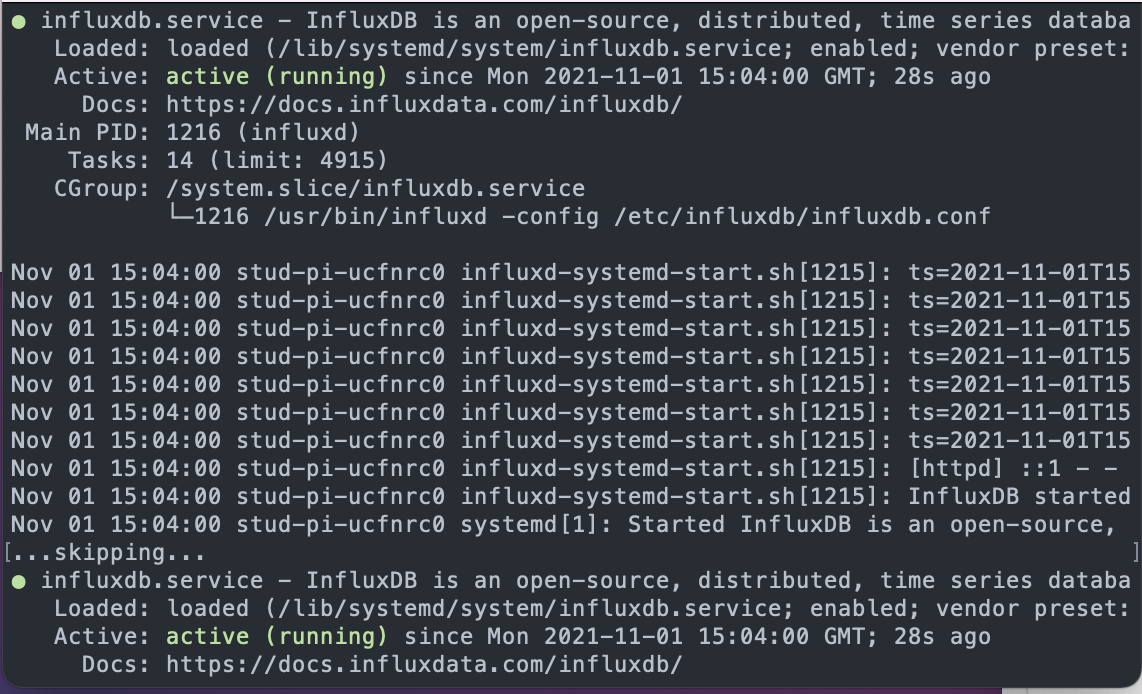 ● influxdb.service - InfluxDB is an open-source, distributed, time series databa
   Loaded: loaded (/lib/systemd/system/influxdb.service; enabled; vendor preset:
   Active: active (running) since Mon 2021-11-01 15:04:00 GMT; 28s ago
     Docs: https://docs.influxdata.com/influxdb/
 Main PID: 1216 (influxd)
    Tasks: 14 (limit: 4915)
   CGroup: /system.slice/influxdb.service
           └─1216 /usr/bin/influxd -config /etc/influxdb/influxdb.conf

Nov 01 15:04:00 stud-pi-ucfnrc0 influxd-systemd-start.sh[1215]: ts=2021-11-01T15
Nov 01 15:04:00 stud-pi-ucfnrc0 influxd-systemd-start.sh[1215]: ts=2021-11-01T15
Nov 01 15:04:00 stud-pi-ucfnrc0 influxd-systemd-start.sh[1215]: ts=2021-11-01T15
Nov 01 15:04:00 stud-pi-ucfnrc0 influxd-systemd-start.sh[1215]: ts=2021-11-01T15
Nov 01 15:04:00 stud-pi-ucfnrc0 influxd-systemd-start.sh[1215]: ts=2021-11-01T15
Nov 01 15:04:00 stud-pi-ucfnrc0 influxd-systemd-start.sh[1215]: ts=2021-11-01T15
Nov 01 15:04:00 stud-pi-ucfnrc0 influxd-systemd-start.sh[1215]: ts=2021-11-01T15
Nov 01 15:04:00 stud-pi-ucfnrc0 influxd-systemd-start.sh[1215]: [httpd] ::1 - -
Nov 01 15:04:00 stud-pi-ucfnrc0 influxd-systemd-start.sh[1215]: InfluxDB started
Nov 01 15:04:00 stud-pi-ucfnrc0 systemd[1]: Started InfluxDB is an open-source,
[...skipping... ]
● influxdb.service - InfluxDB is an open-source, distributed, time series databa
   Loaded: loaded (/lib/systemd/system/influxdb.service; enabled; vendor preset:
   Active: active (running) since Mon 2021-11-01 15:04:00 GMT; 28s ago
     Docs: https://docs.influxdata.com/influxdb/